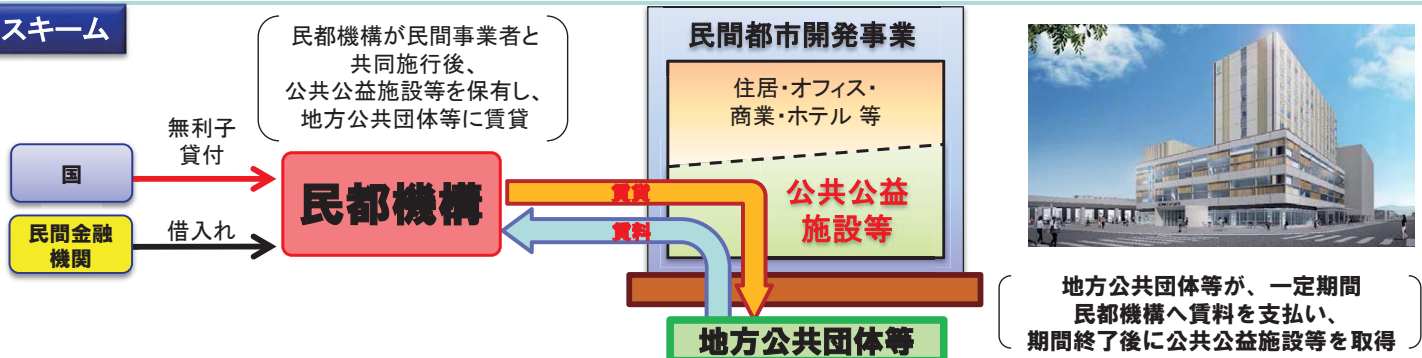 スキーム
民都機構が民間事業者と
共同施行後、
公共公益施設等を保有し、
地方公共団体等に賃貸
国
無利子
貸付
民間金融
機関
借入れ
民都機構
賃貸
賃料
民間都市開発事業
住居・オフィス・
商業・ホテル 等
公共公益
施設等
地方公共団体等
地方公共団体等が、一定期間
民都機構へ賃料を支払い、
期間終了後に公共公益施設等を取得